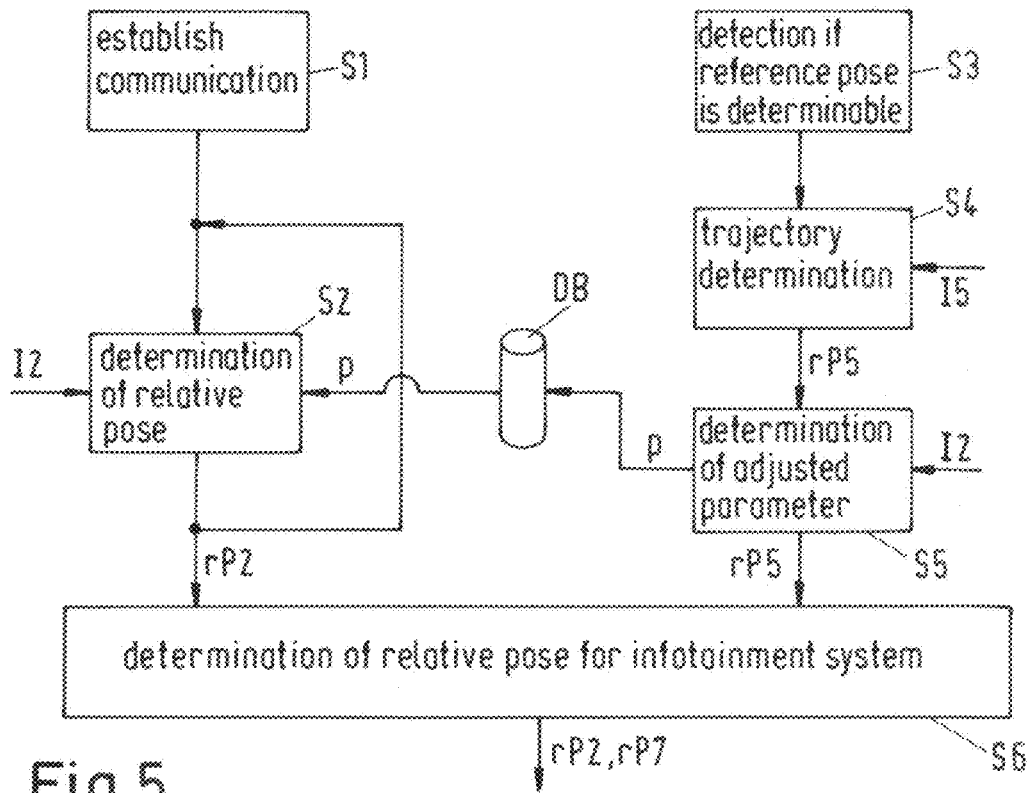 establish
communication
S1
detection if
reference pose
is determinable
S3
S4
trajectory
determination
I5
S2
DB
I2
determination
of relative
pose
p
rP5
p
determination
of adjusted
parameter
I2
S5
rP2
rP5
determination of relative pose for infotainment system
S6
rP2, rP7
Fig.5